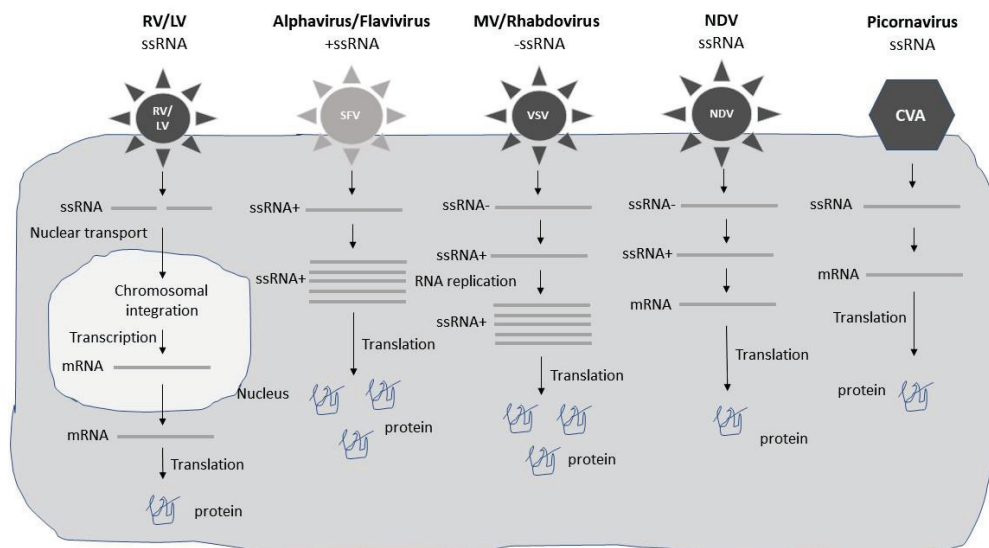 RV/LV
ssRNA
RV/
LV
ssRNA
Nuclear transport
Chromosomal
integration
Transcription
mRNA
Nucleus
mRNA
Translation
protein
Alphavirus/Flavivirus
+ssRNA
SFV
ssRNA+
ssRNA+
RNA replication
Translation
protein
MV/Rhabdovirus
-ssRNA
VSV
ssRNA-
ssRNA+
ssRNA+
Translation
protein
NDV
ssRNA
NDV
ssRNA-
ssRNA+
mRNA
Translation
protein
Picornavirus
ssRNA
CVA
ssRNA
mRNA
Translation
protein